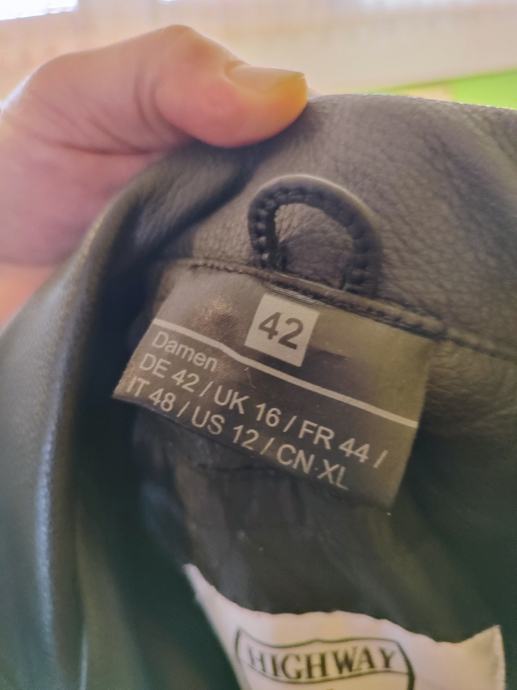 42
Damen
DE 42 / UK 16 / FR 44 /
IT 48 / US 12 / CN XL
HIGHWAY